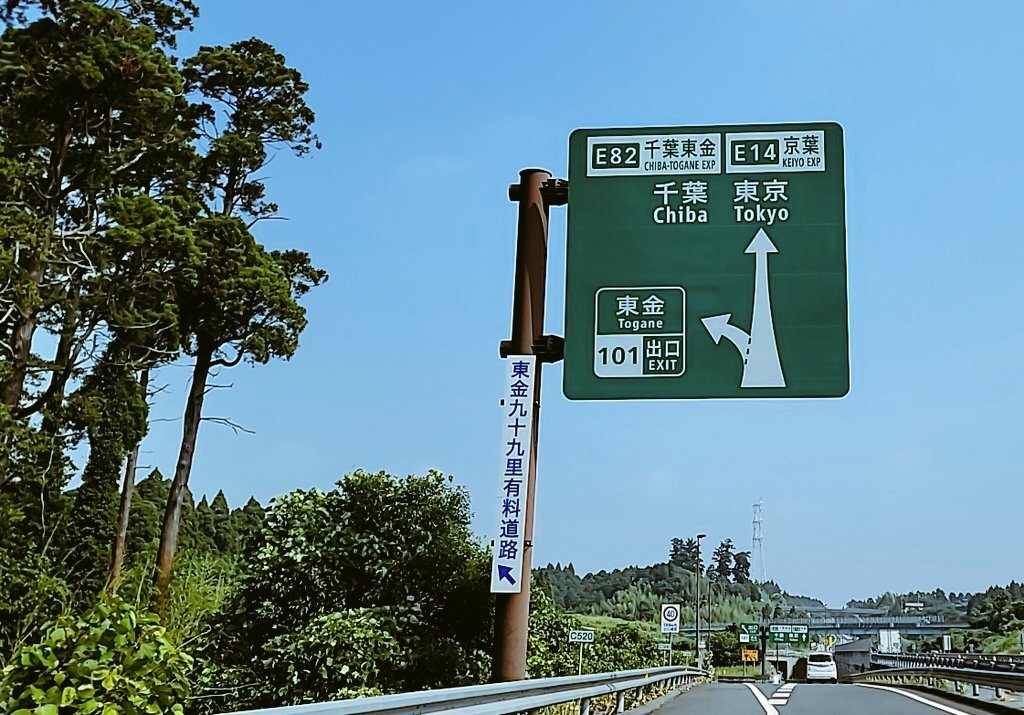 E82 千葉東金 CHIBA-TOGANE EXP
E14 京葉 KEIYO EXP
千葉 東京
Chiba Tokyo
東金
Togane
101 出口 EXIT
東金九十九里有料道路
C520
40